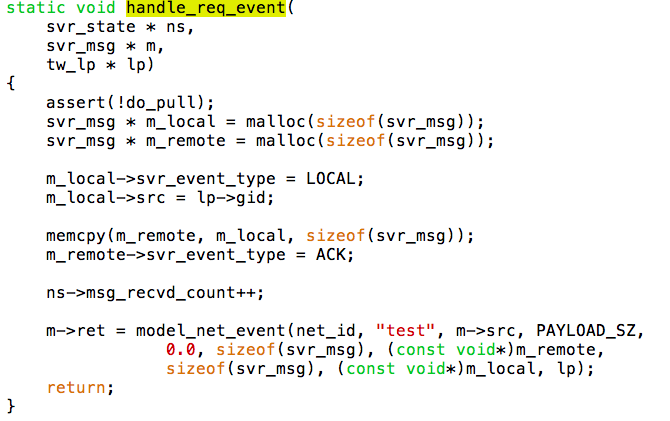 static void handle_req_event(
    svr_state * ns,
    svr_msg * m,
    tw_lp * lp)
{
    assert(!do_pull);
    svr_msg * m_local = malloc(sizeof(svr_msg));
    svr_msg * m_remote = malloc(sizeof(svr_msg));

    m_local->svr_event_type = LOCAL;
    m_local->src = lp->gid;

    memcpy(m_remote, m_local, sizeof(svr_msg));
    m_remote->svr_event_type = ACK;

    ns->msg_recvd_count++;

    m->ret = model_net_event(net_id, "test", m->src, PAYLOAD_SZ,
                0.0, sizeof(svr_msg), (const void*)m_remote,
                sizeof(svr_msg), (const void*)m_local, lp);
    return;
}